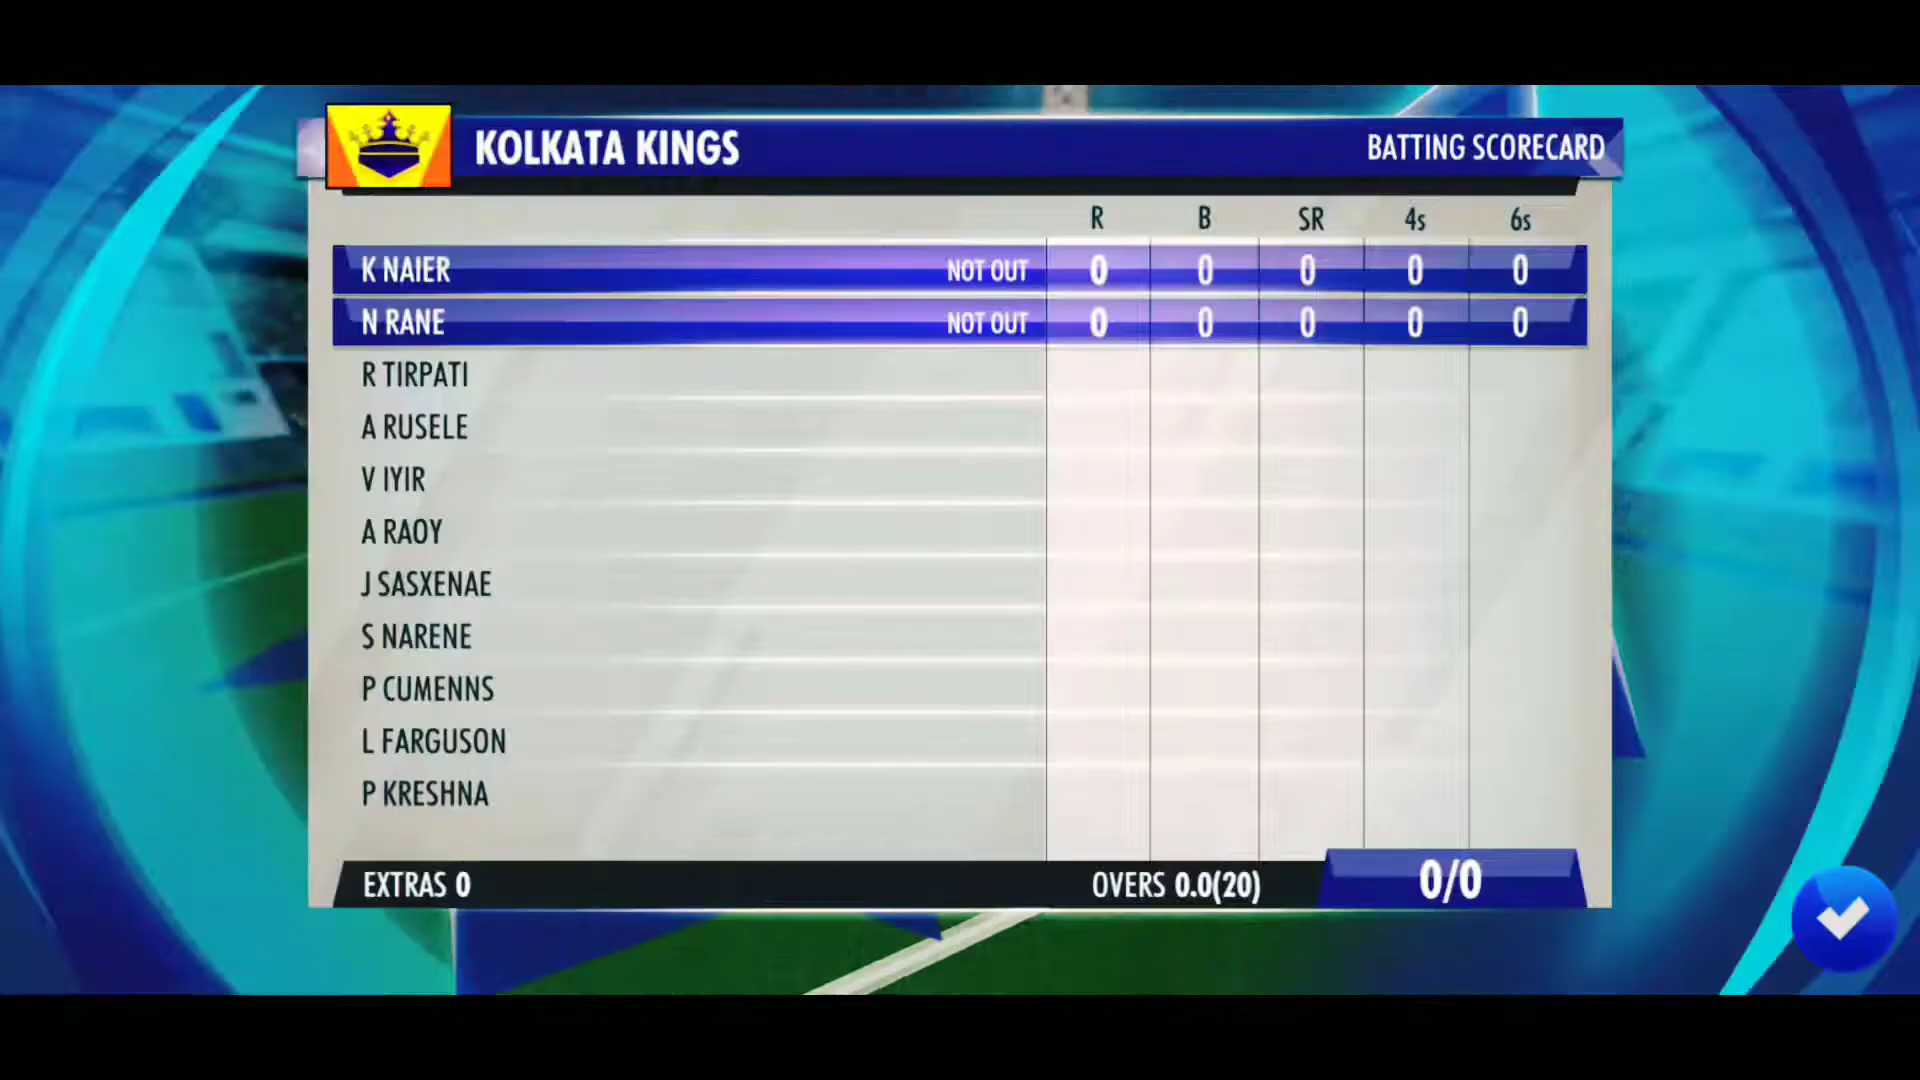 KOLKATA KINGS BATTING SCORECARD
R B SR 4s 6s
K NAIER NOT OUT 0 0 0 0 0
N RANE NOT OUT 0 0 0 0 0
R TIRPATI
A RUSELE
V IYIR
A RAOY
J SASXENAE
S NARENE
P CUMENNS
L FARGUSON
P KRESHNA
EXTRAS 0 OVERS 0.0(20) 0/0